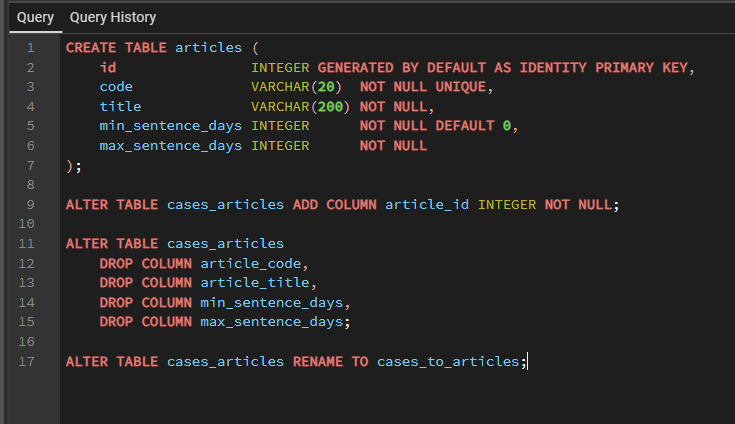 Query Query History
1 CREATE TABLE articles (
2     id                INTEGER GENERATED BY DEFAULT AS IDENTITY PRIMARY KEY,
3     code              VARCHAR(20)  NOT NULL UNIQUE,
4     title             VARCHAR(200) NOT NULL,
5     min_sentence_days INTEGER      NOT NULL DEFAULT 0,
6     max_sentence_days INTEGER      NOT NULL
7 );
8
9 ALTER TABLE cases_articles ADD COLUMN article_id INTEGER NOT NULL;
10
11 ALTER TABLE cases_articles
12     DROP COLUMN article_code,
13     DROP COLUMN article_title,
14     DROP COLUMN min_sentence_days,
15     DROP COLUMN max_sentence_days;
16
17 ALTER TABLE cases_articles RENAME TO cases_to_articles;